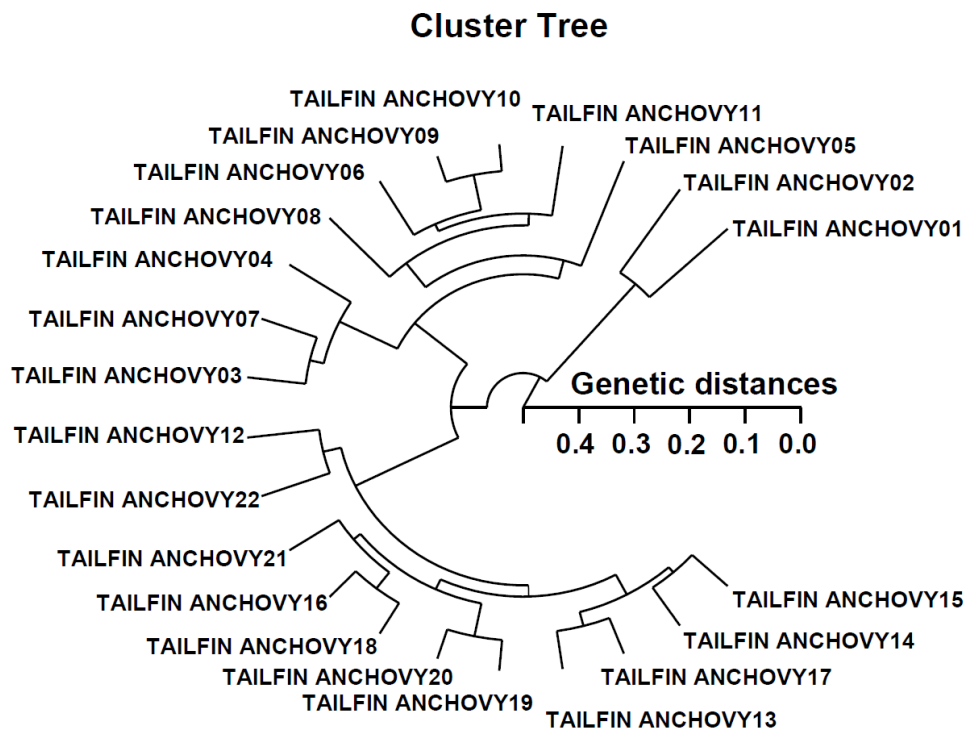 Cluster Tree
TAILFIN ANCHOVY10
TAILFIN ANCHOVY11
TAILFIN ANCHOVY09
TAILFIN ANCHOVY05
TAILFIN ANCHOVY06
TAILFIN ANCHOVY02
TAILFIN ANCHOVY08
TAILFIN ANCHOVY01
TAILFIN ANCHOVY04
TAILFIN ANCHOVY07
TAILFIN ANCHOVY03
Genetic distances
0.4 0.3 0.2 0.1 0.0
TAILFIN ANCHOVY12
TAILFIN ANCHOVY22
TAILFIN ANCHOVY21
TAILFIN ANCHOVY16
TAILFIN ANCHOVY15
TAILFIN ANCHOVY18
TAILFIN ANCHOVY14
TAILFIN ANCHOVY20
TAILFIN ANCHOVY17
TAILFIN ANCHOVY19
TAILFIN ANCHOVY13